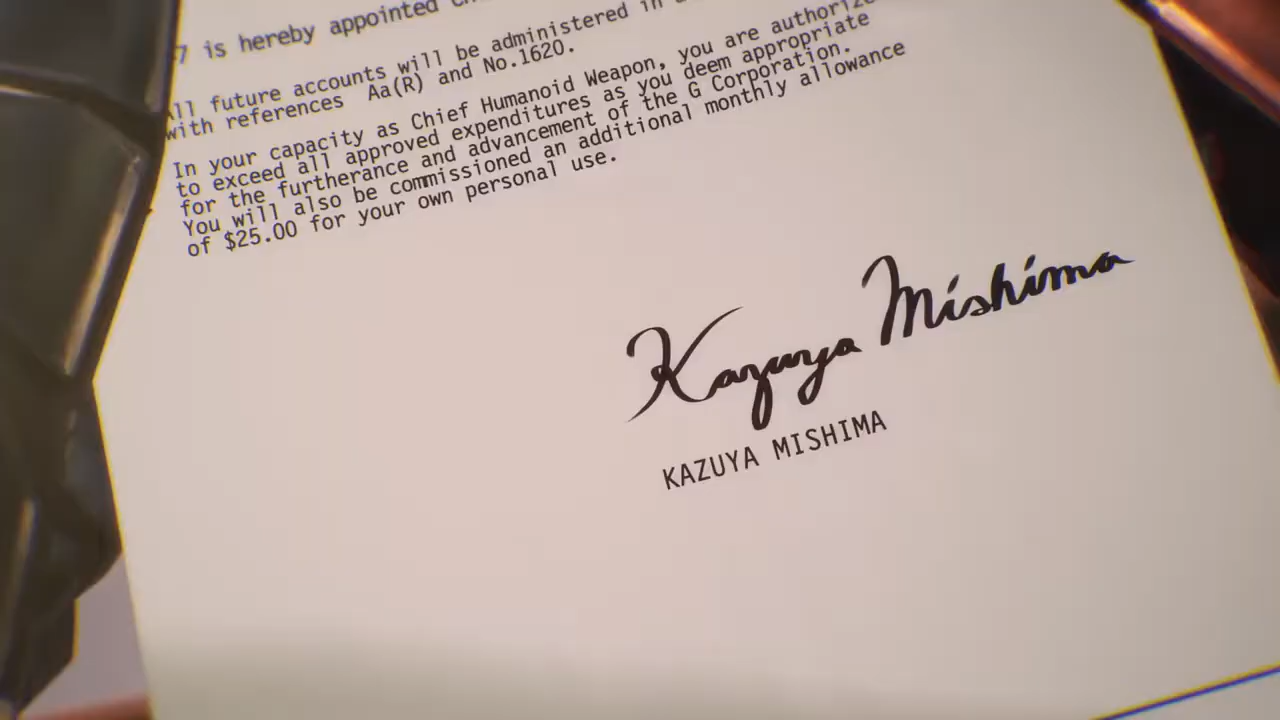 7 is hereby appointed
All future accounts will be administered in
with references Aa(R) and No.1620.
In your capacity as Chief Humanoid Weapon, you are
to exceed all approved expenditures as you deem appropriate
for the furtherance and advancement of the G Corporation.
You will also be commissioned an additional monthly allowance
of $25.00 for your own personal use.
Kazuya Mishima
KAZUYA MISHIMA